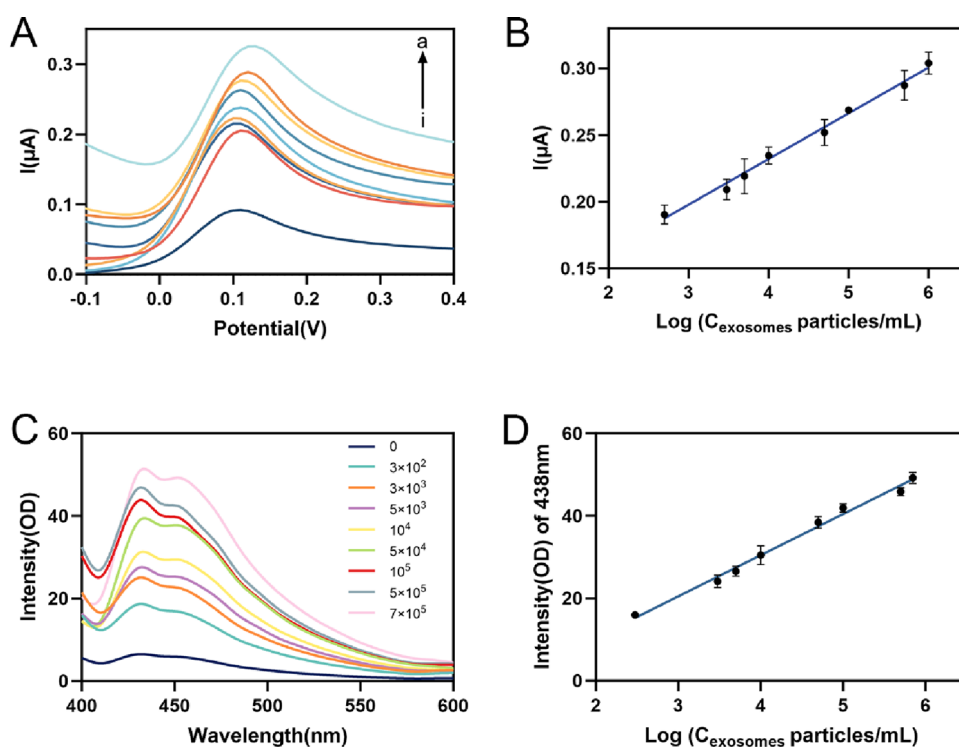 A
I(μA)
0.3
0.2
0.1
0.0
a
i
-0.1 0.0 0.1 0.2 0.3 0.4
Potential(V)
B
I(μA)
0.30
0.25
0.20
0.15
2 3 4 5 6
Log (Cexosomes particles/mL)
C
Intensity(OD)
60
40
20
0
0
3×10²
3×10³
5×10³
10⁴
5×10⁴
10⁵
5×10⁵
7×10⁵
400 450 500 550 600
Wavelength(nm)
D
Intensity(OD) of 438nm
60
40
20
0
2 3 4 5 6
Log (Cexosomes particles/mL)